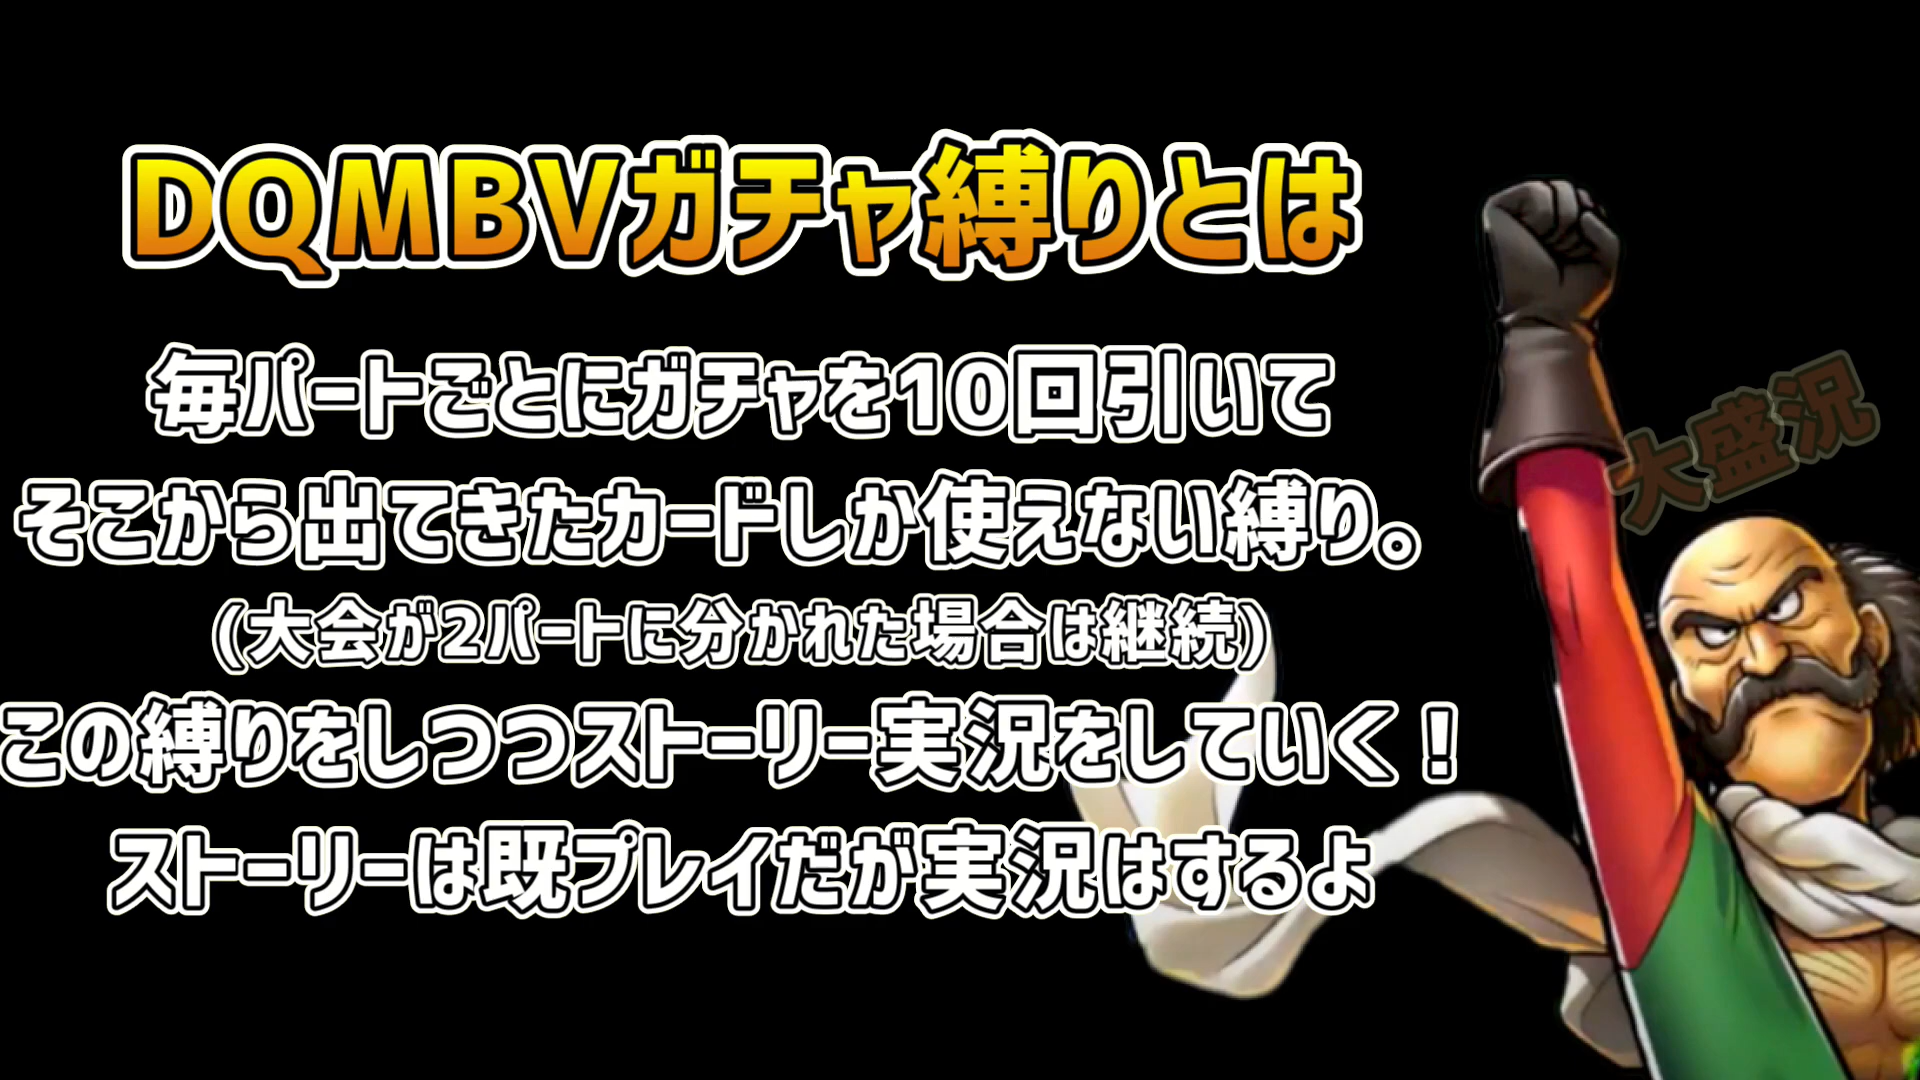 DQMBVガチャ縛りとは
毎パートごとにガチャを10回引いて
そこから出てきたカードしか使えない縛り。
(大会が2パートに分かれた場合は継続)
この縛りをしつつストーリー実況をしていく！
ストーリーは既プレイだが実況はするよ
大盛況